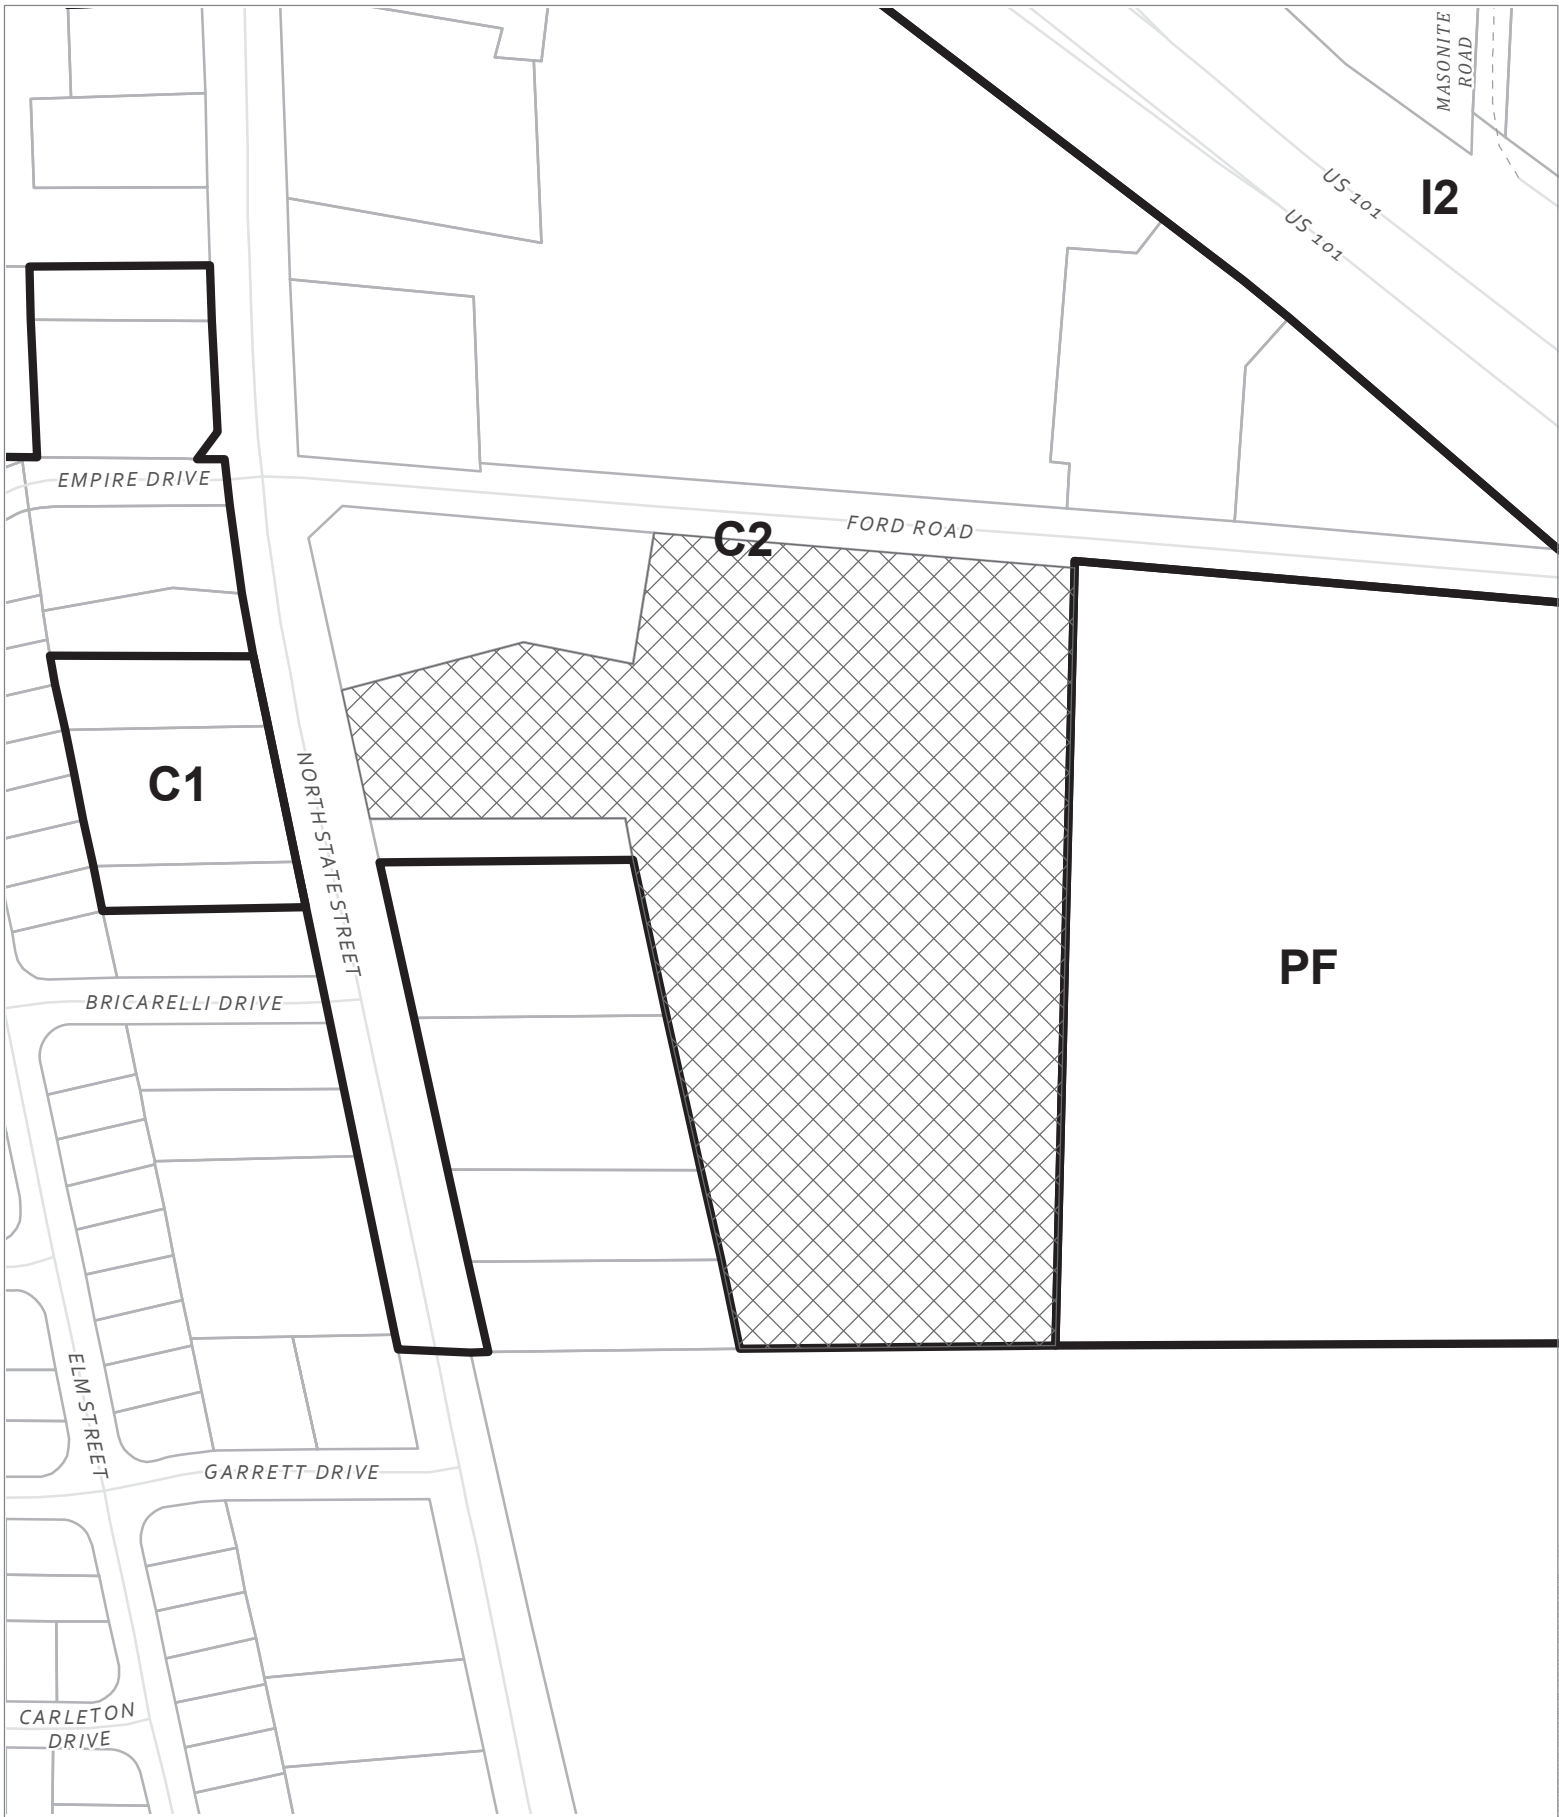 MASONITE
ROAD
US 101
US 101
I2
EMPIRE DRIVE
C2
FORD ROAD
C1
NORTH STATE STREET
PF
BRICARELLI DRIVE
ELM STREET
GARRETT DRIVE
CARLETON
DRIVE